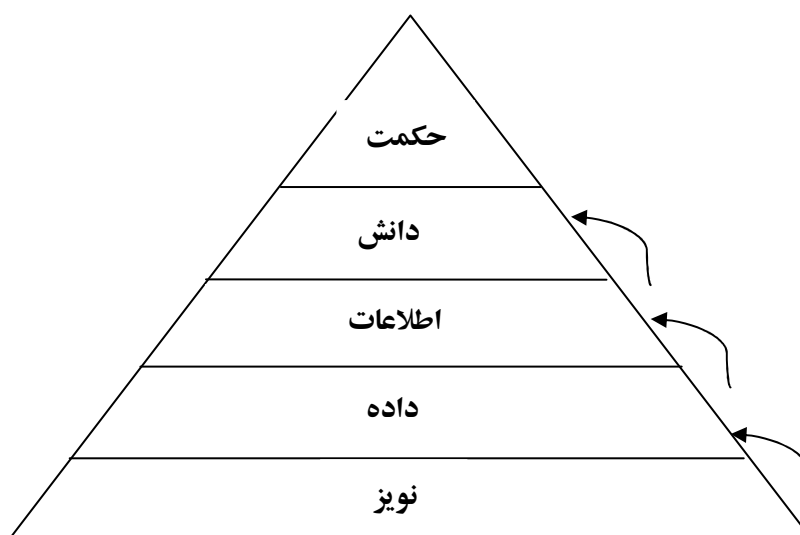 حکمت
دانش
اطلاعات
داده
نویز